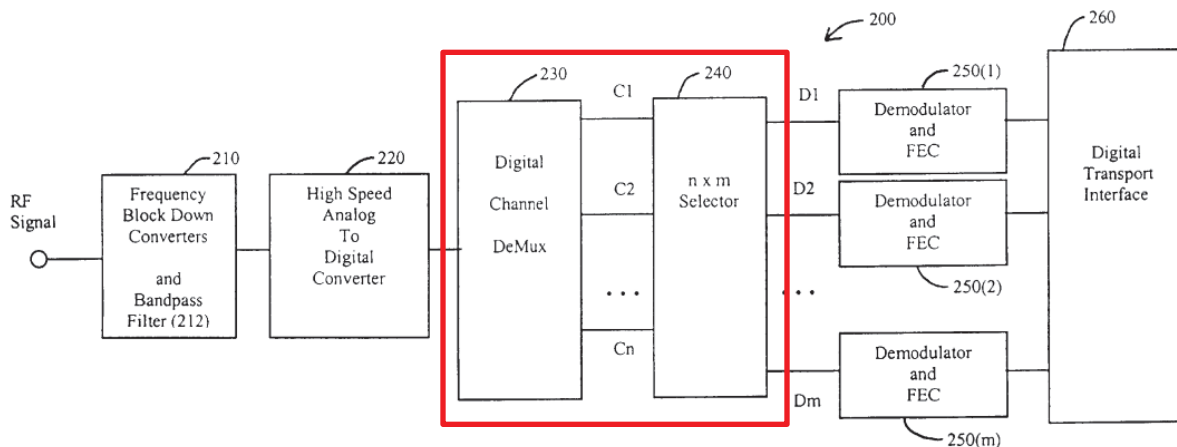 200
260
230
C1
240
D1
250(1)
Demodulator
and
FEC
210
220
RF
Signal
Frequency
Block Down
Converters
and
Bandpass
Filter (212)
High Speed
Analog
To
Digital
Converter
Digital
Channel
DeMux
C2
n x m
Selector
D2
Demodulator
and
FEC
Digital
Transport
Interface
250(2)
...
...
Cn
Dm
Demodulator
and
FEC
250(m)